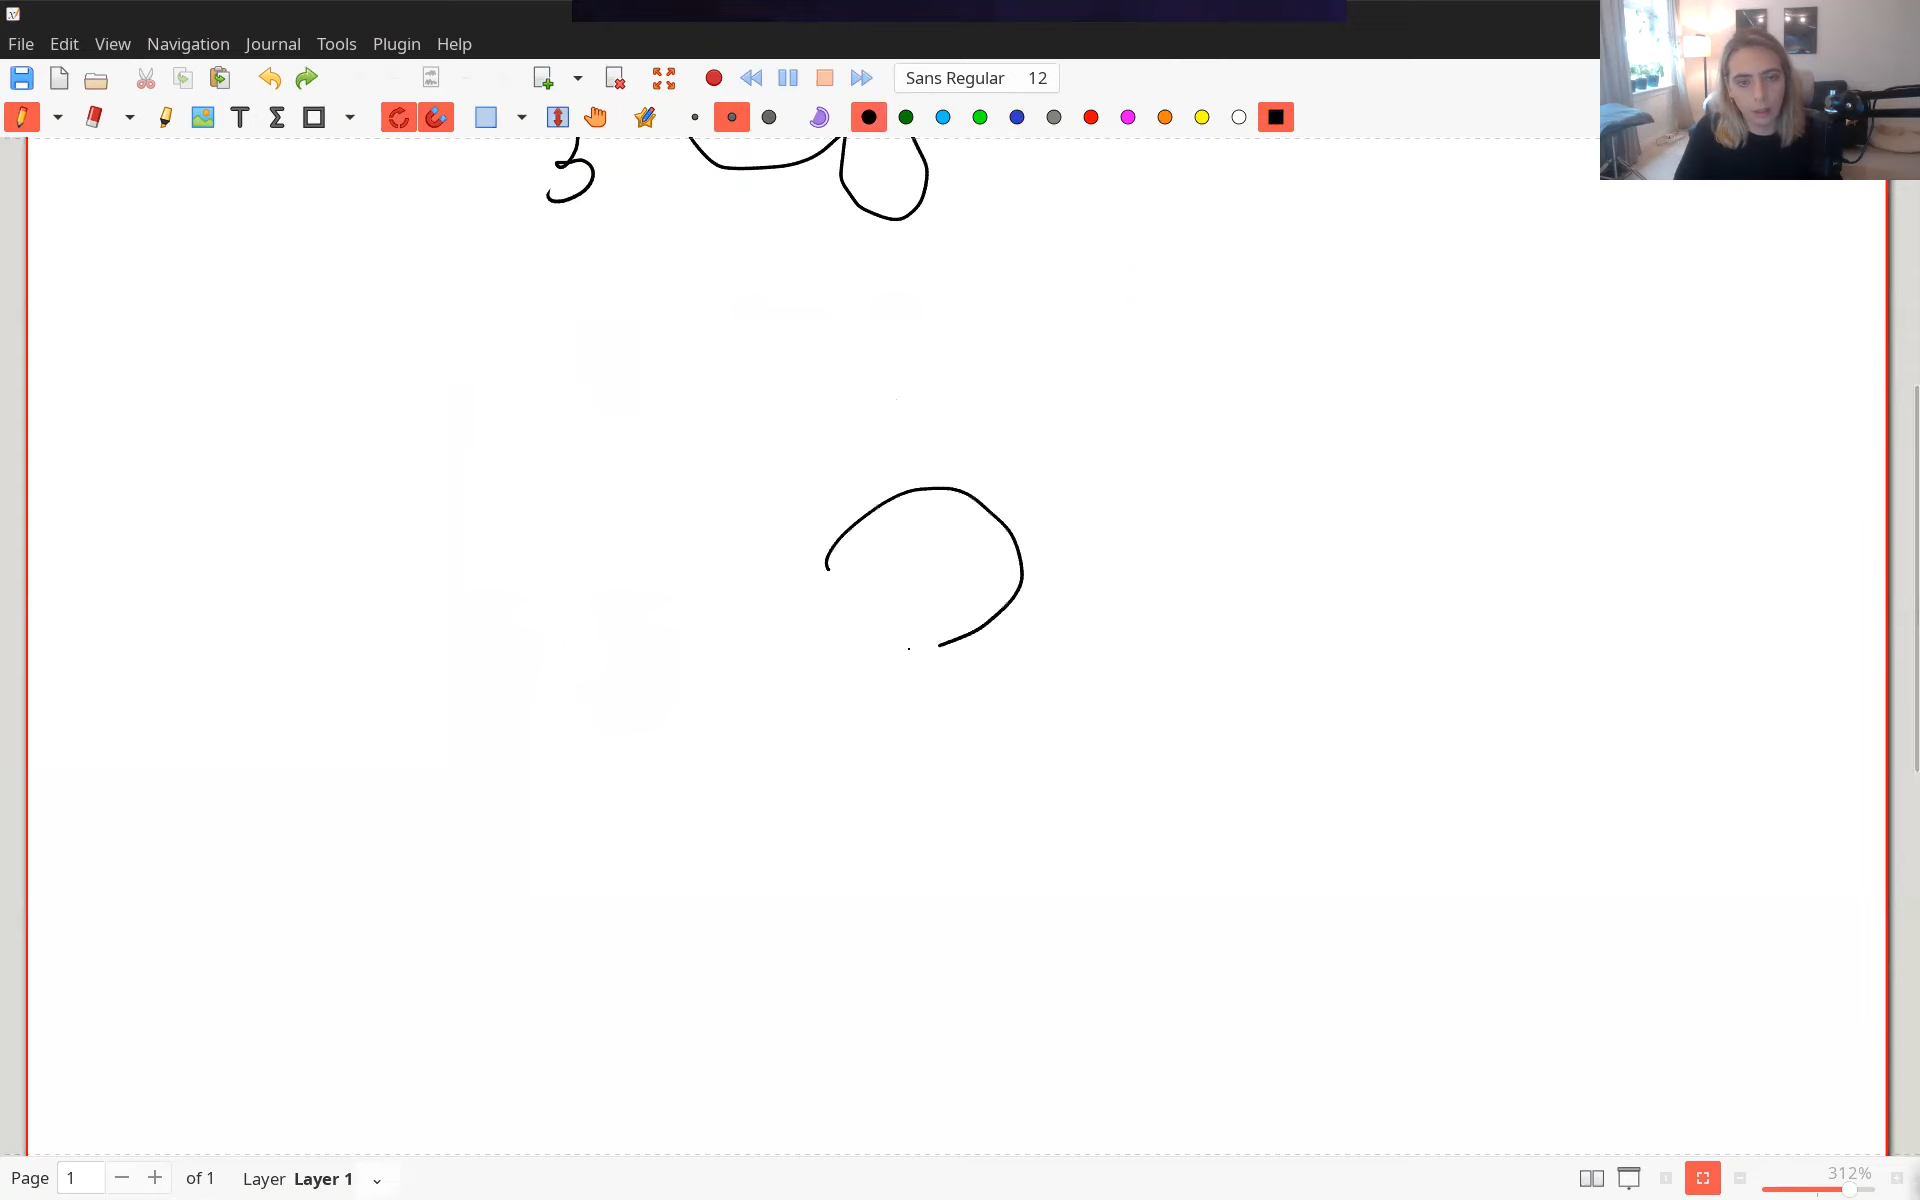 File Edit View Navigation Journal Tools Plugin Help
Sans Regular 12
Page 1 of 1 Layer Layer 1 312%